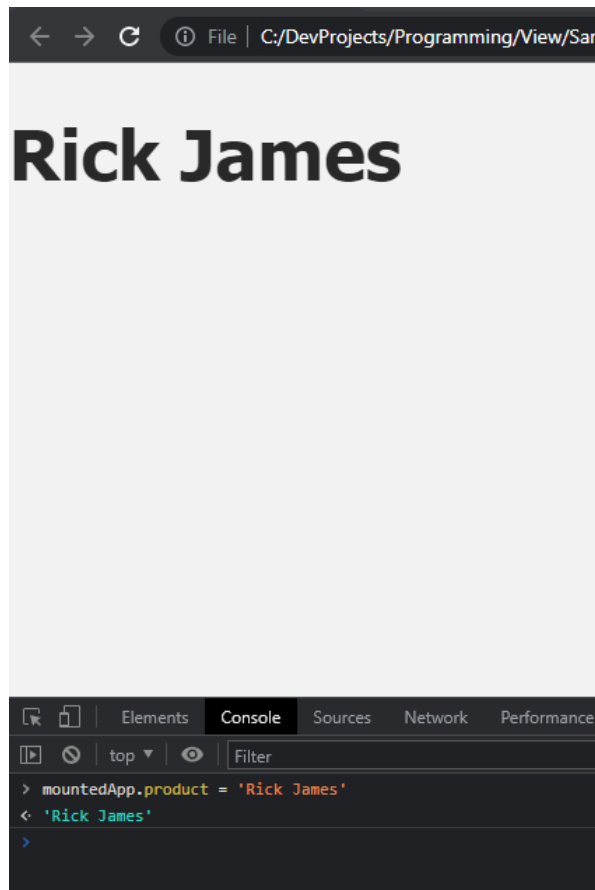 File C:/DevProjects/Programming/View/Sar
Rick James
Elements Console Sources Network Performance
top Filter
> mountedApp.product = 'Rick James'
'Rick James'
>